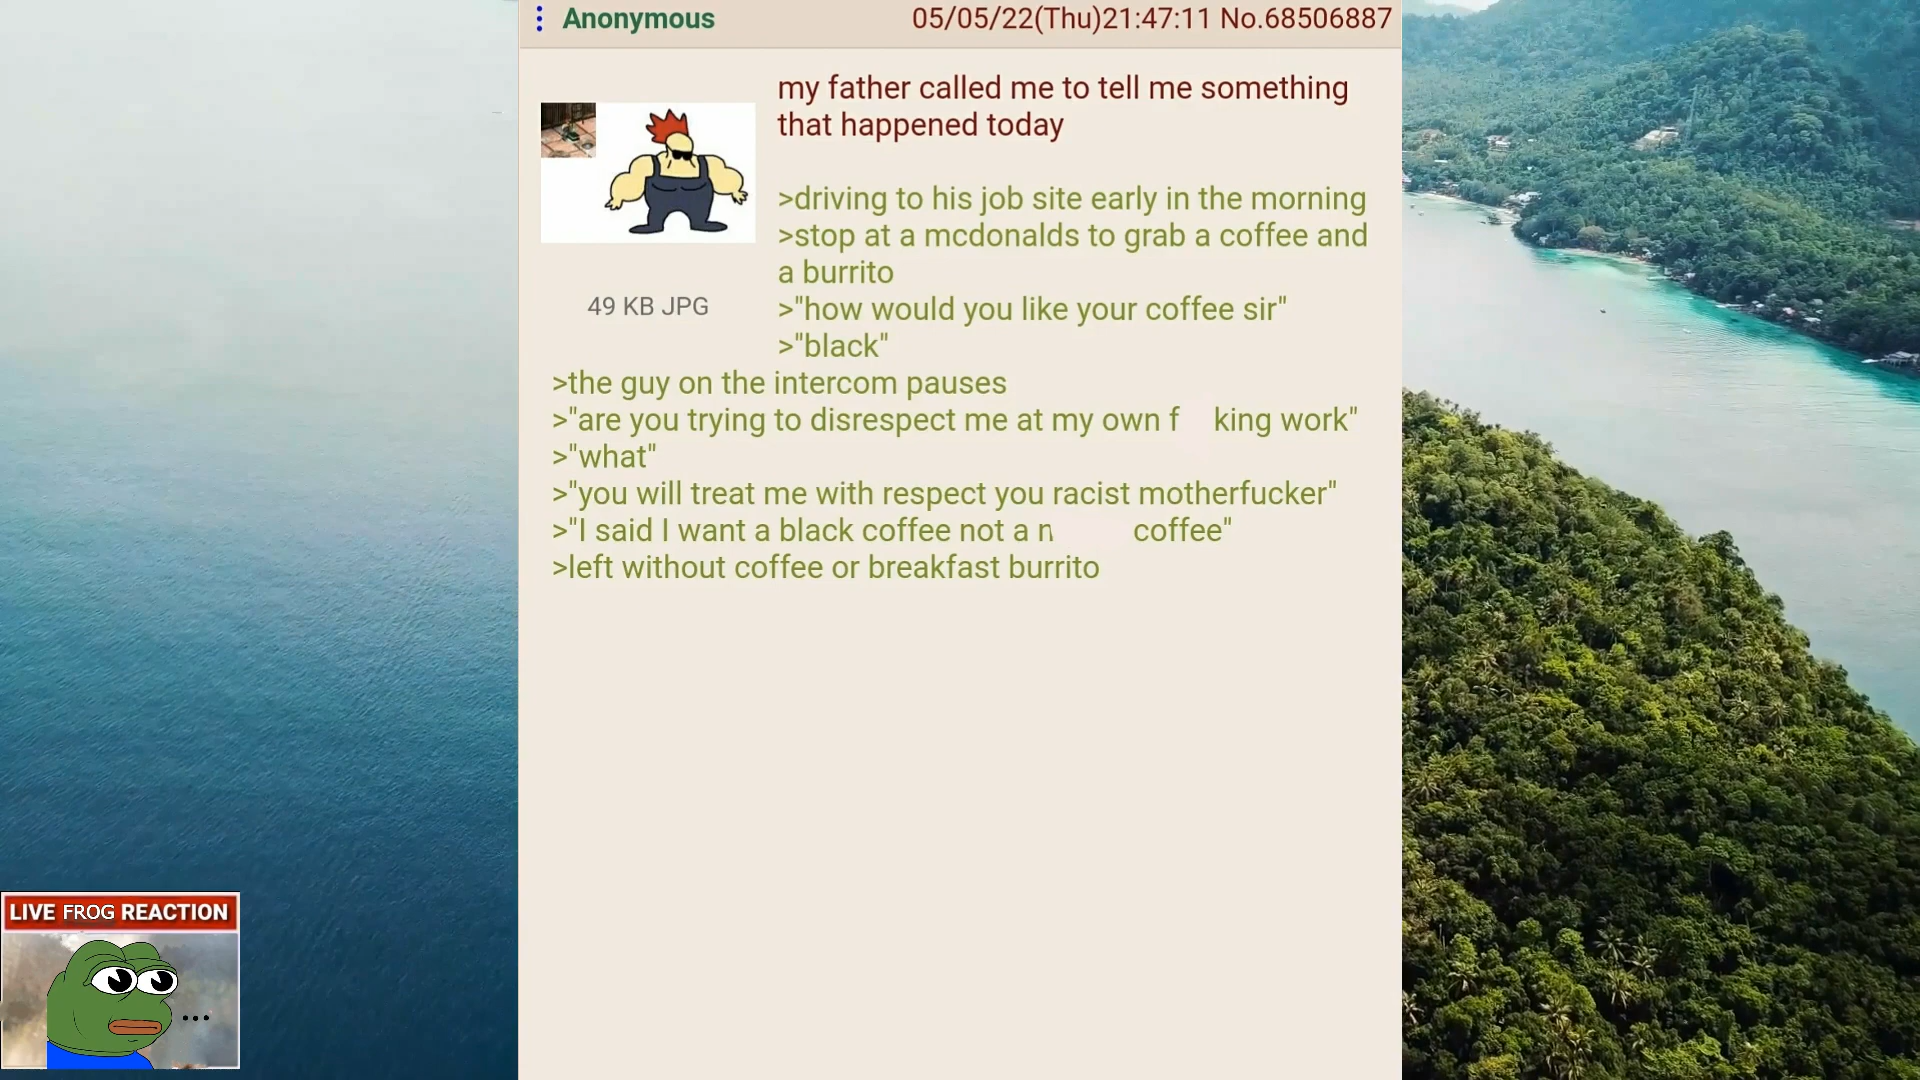 Anonymous 05/05/22(Thu)21:47:11 No.68506887
my father called me to tell me something
that happened today
>driving to his job site early in the morning
>stop at a mcdonalds to grab a coffee and
a burrito
49 KB JPG
>"how would you like your coffee sir"
>"black"
>the guy on the intercom pauses
>"are you trying to disrespect me at my own f king work"
>"what"
>"you will treat me with respect you racist motherfucker"
>"I said I want a black coffee not a n coffee"
>left without coffee or breakfast burrito
LIVE FROG REACTION
...